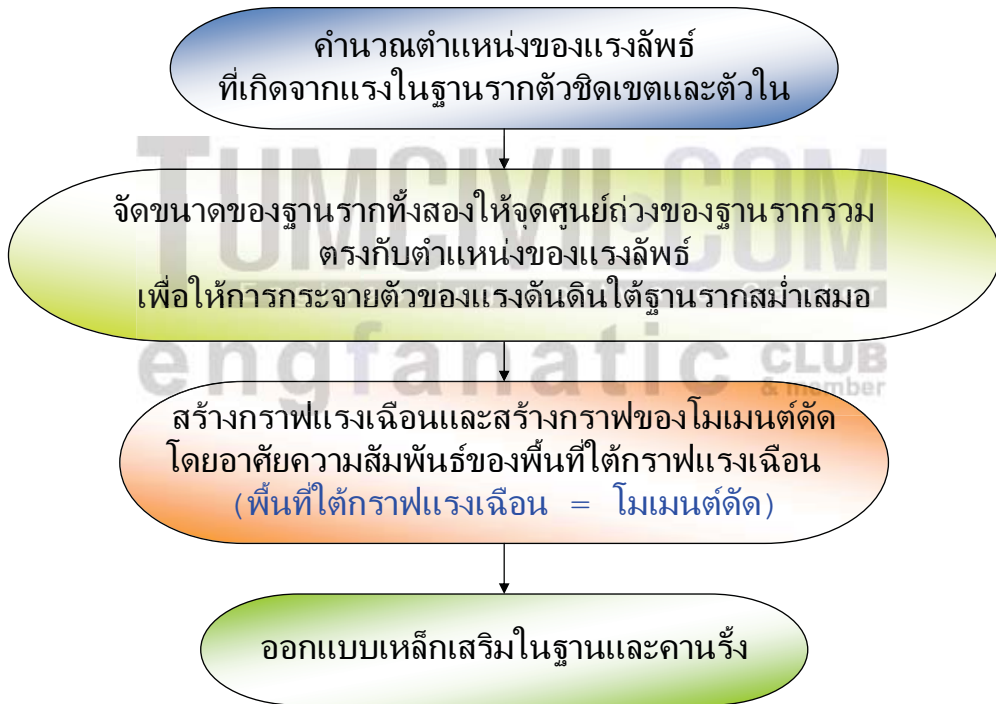 คำนวณตำแหน่งของแรงลัพธ์
ที่เกิดจากแรงในฐานรากตัวชิดเขตและตัวใน
TUMCIVIL.COM
จัดขนาดของฐานรากทั้งสองให้จุดศูนย์ถ่วงของฐานรากรวม
ตรงกับตำแหน่งของแรงลัพธ์
เพื่อให้การกระจายตัวของแรงดันดินใต้ฐานรากสม่ำเสมอ
engfanatic CLUB
& member
สร้างกราฟแรงเฉือนและสร้างกราฟของโมเมนต์ดัด
โดยอาศัยความสัมพันธ์ของพื้นที่ใต้กราฟแรงเฉือน
(พื้นที่ใต้กราฟแรงเฉือน = โมเมนต์ดัด)
ออกแบบเหล็กเสริมในฐานและคานรั้ง